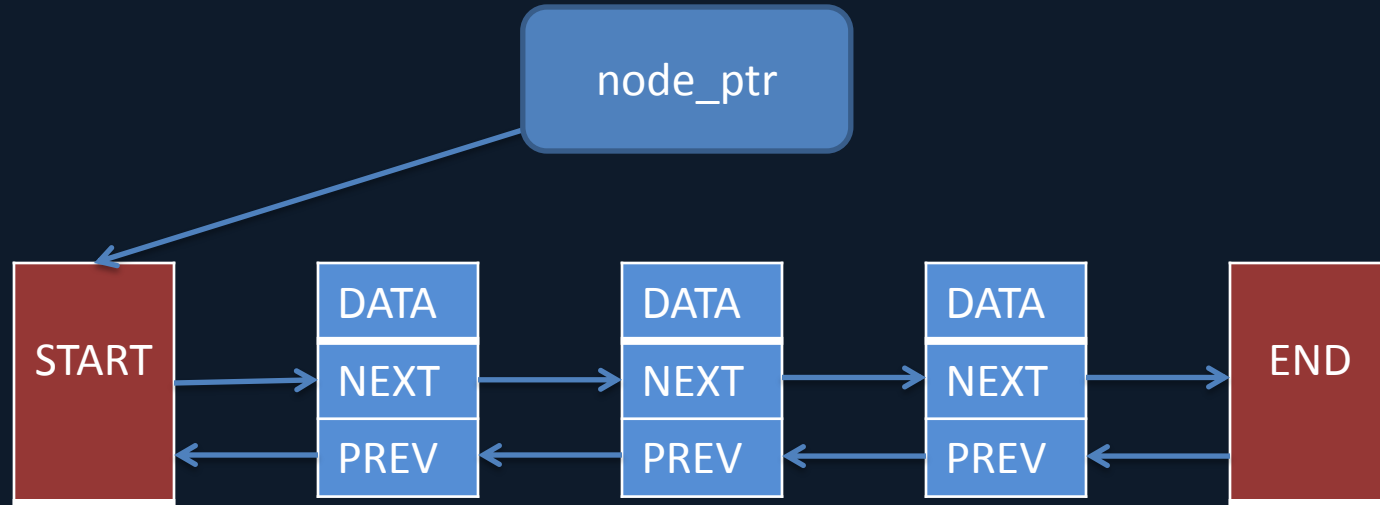 node_ptr
START
DATA
NEXT
PREV
DATA
NEXT
PREV
DATA
NEXT
PREV
END